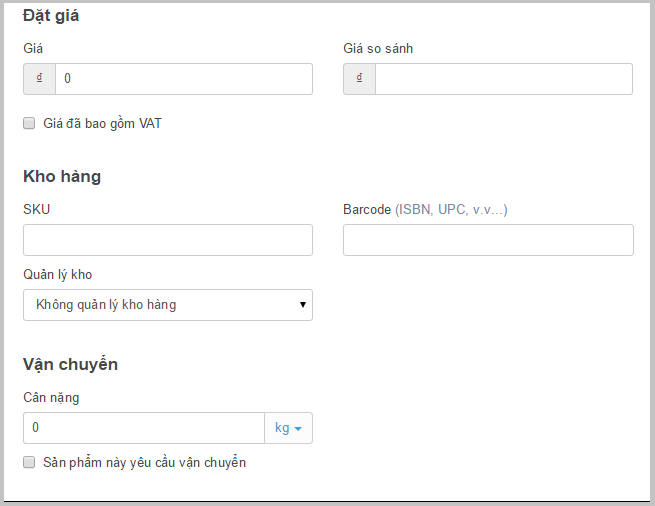 Đặt giá
Giá
Giá so sánh
₫ 0
₫
Giá đã bao gồm VAT
Kho hàng
SKU
Barcode (ISBN, UPC, v.v...)
Quản lý kho
Không quản lý kho hàng
Vận chuyển
Cân nặng
0 kg
Sản phẩm này yêu cầu vận chuyển